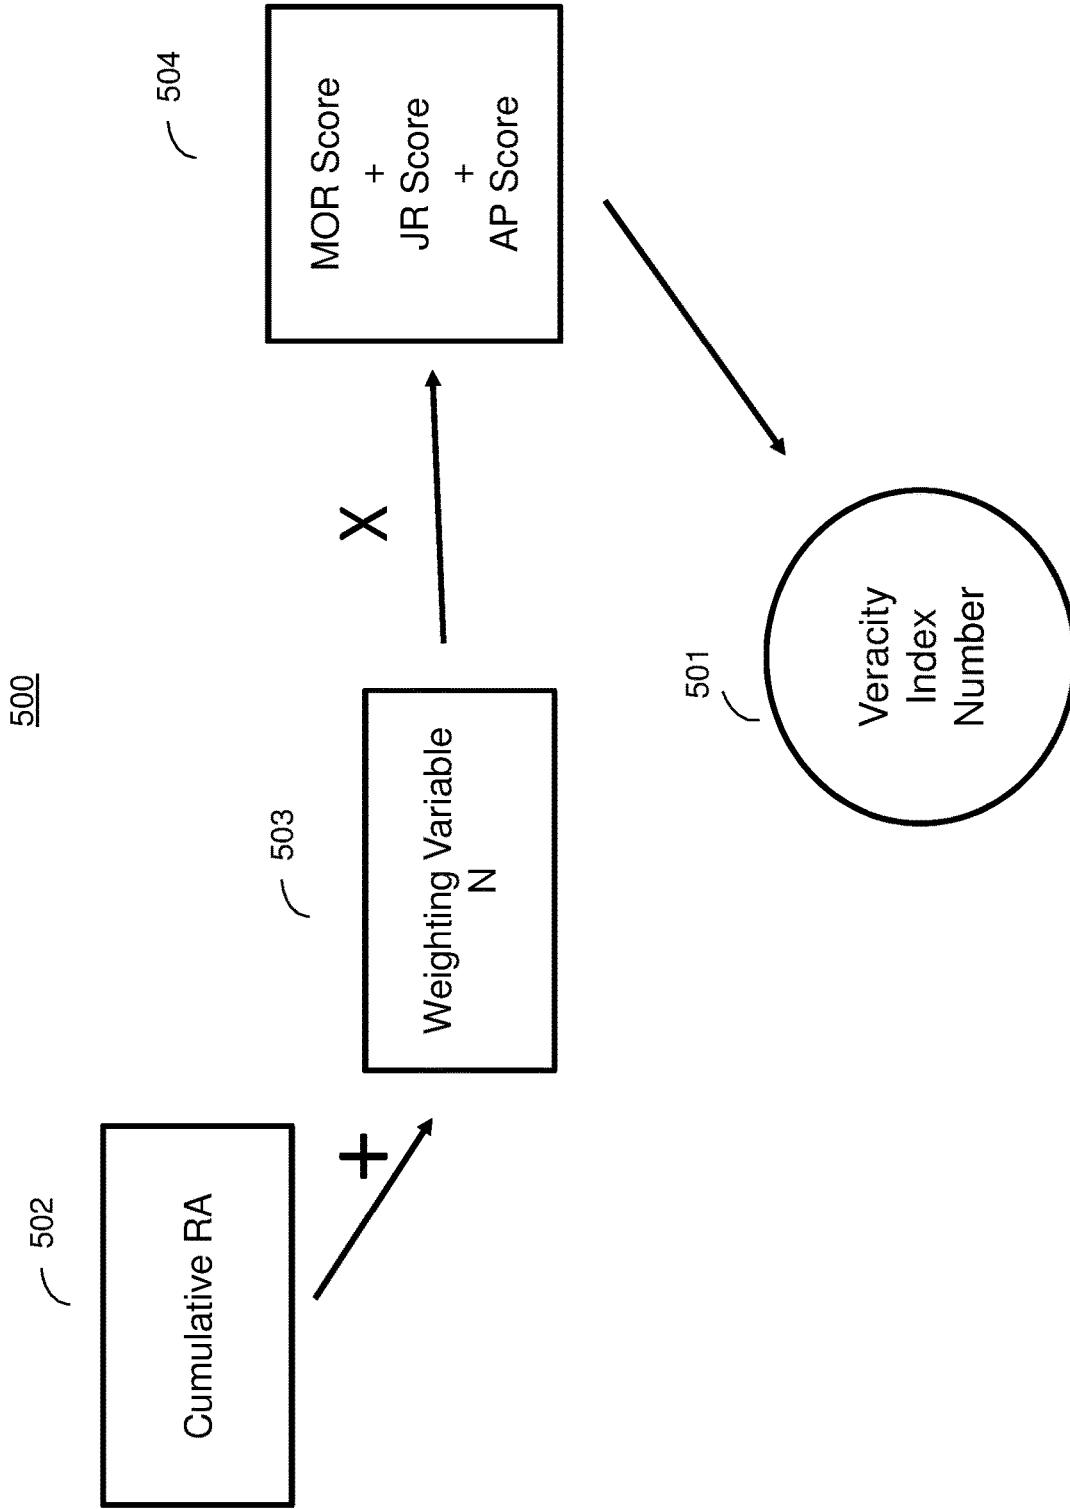 500
502
Cumulative RA
+
503
Weighting Variable
N
X
504
MOR Score
+
JR Score
+
AP Score
501
Veracity
Index
Number